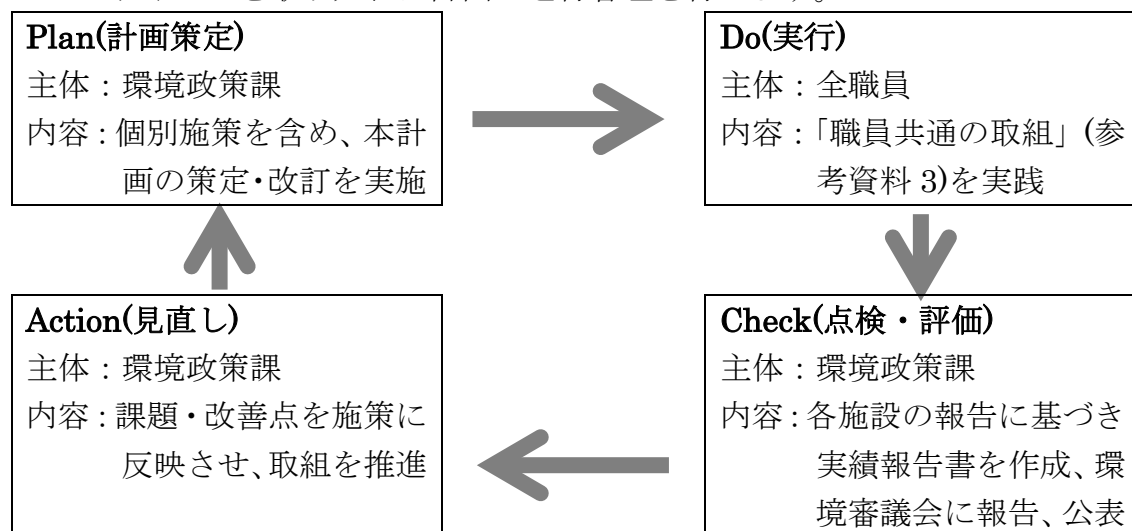 Plan(計画策定)
主体：環境政策課
内容：個別施策を含め、本計
画の策定・改訂を実施
Do(実行)
主体：全職員
内容：「職員共通の取組」(参
考資料 3)を実践
Action(見直し)
主体：環境政策課
内容：課題・改善点を施策に
反映させ、取組を推進
Check(点検・評価)
主体：環境政策課
内容：各施設の報告に基づき
実績報告書を作成、環
境審議会に報告、公表